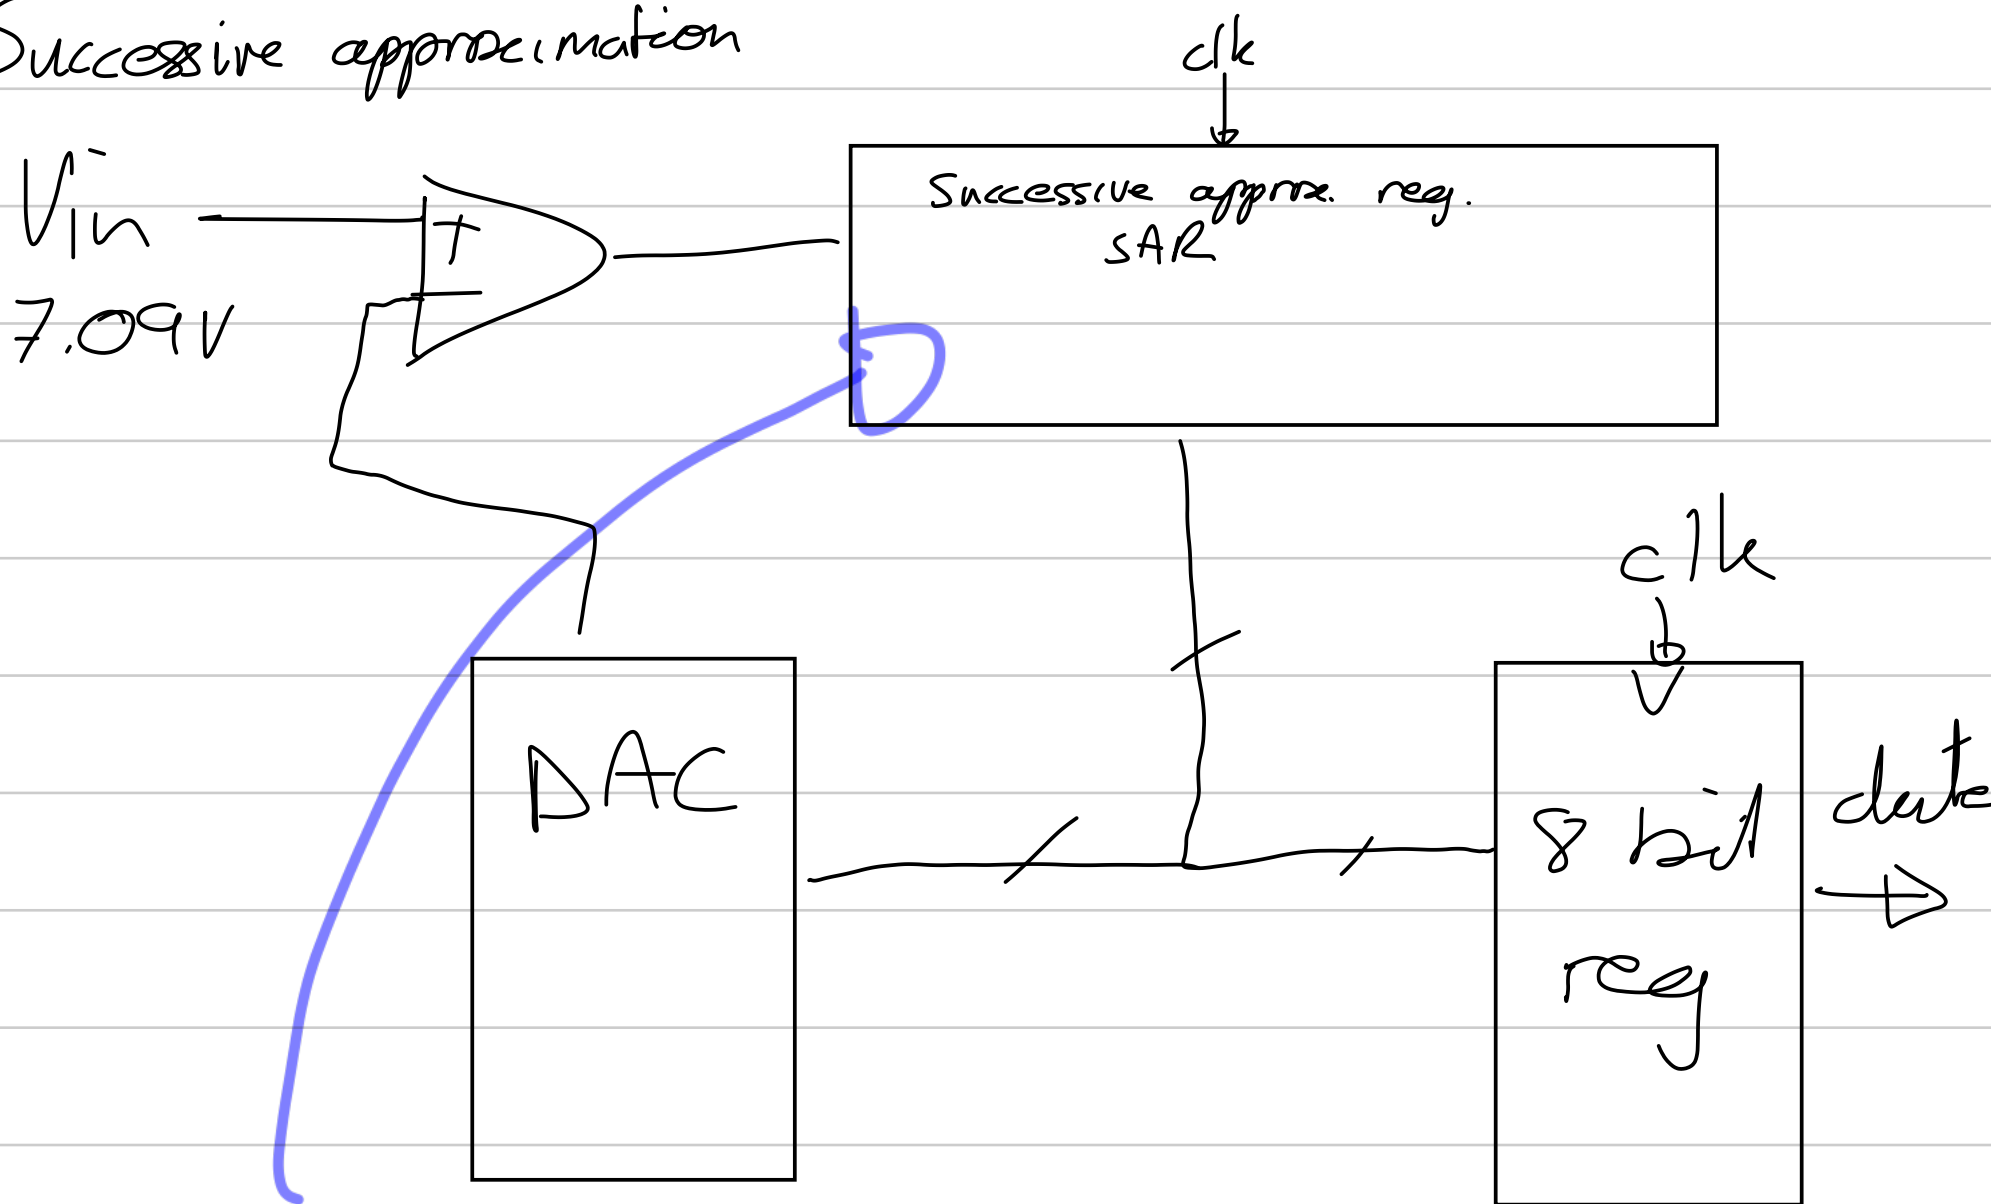 Successive approximation
clk
Vin
7.09V
+
-
Successive approx. reg.
SAR
clk
DAC
8 bit
reg
data